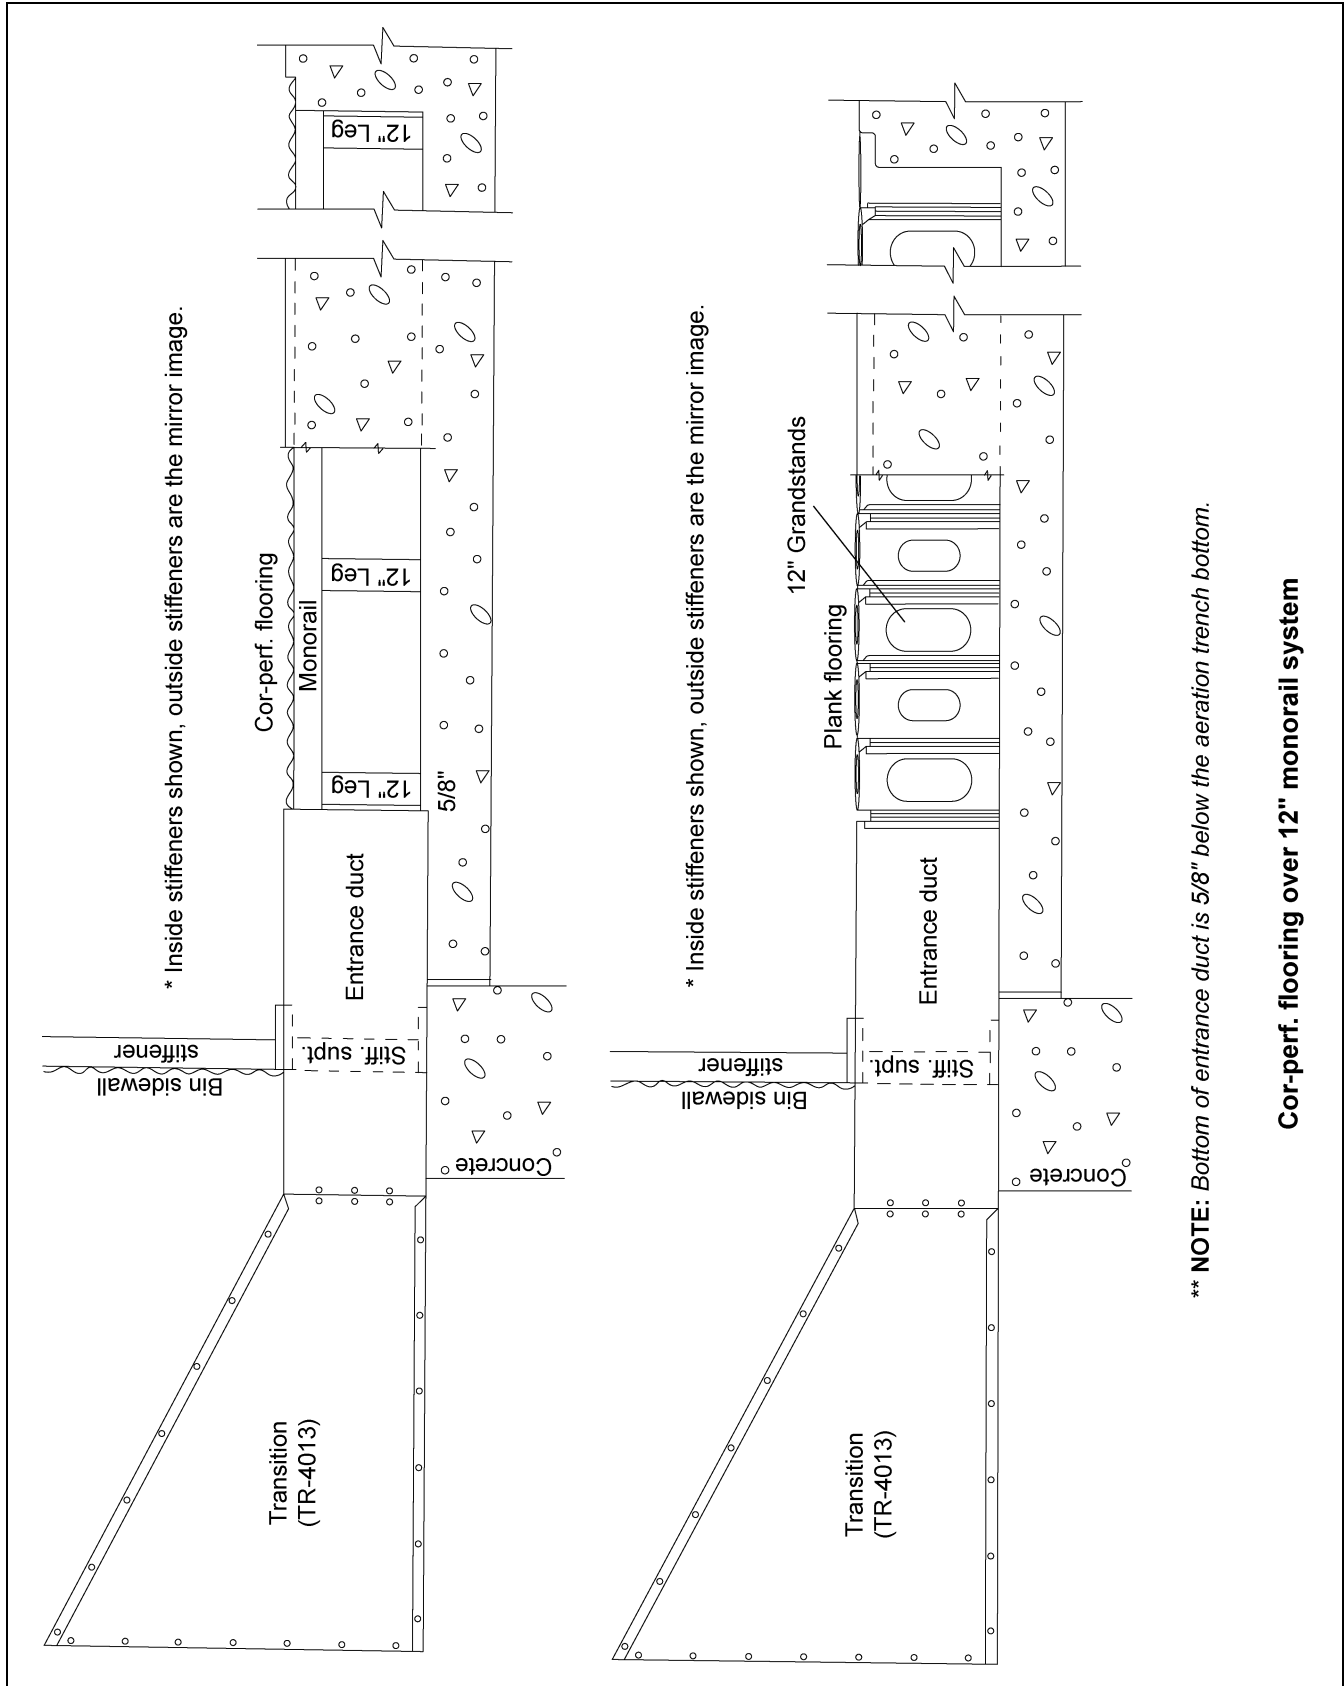 * Inside stiffeners shown, outside stiffeners are the mirror image.
Bin sidewall
stiffener
Stiff. supt.
Cor-perf. flooring
Monorail
12" Leg
12" Leg
12" Leg
5/8"
Entrance duct
Transition
(TR-4013)
Concrete
* Inside stiffeners shown, outside stiffeners are the mirror image.
Bin sidewall
stiffener
Stiff. supt.
Plank flooring
12" Grandstands
Entrance duct
Transition
(TR-4013)
Concrete
** NOTE: Bottom of entrance duct is 5/8" below the aeration trench bottom.
Cor-perf. flooring over 12" monorail system